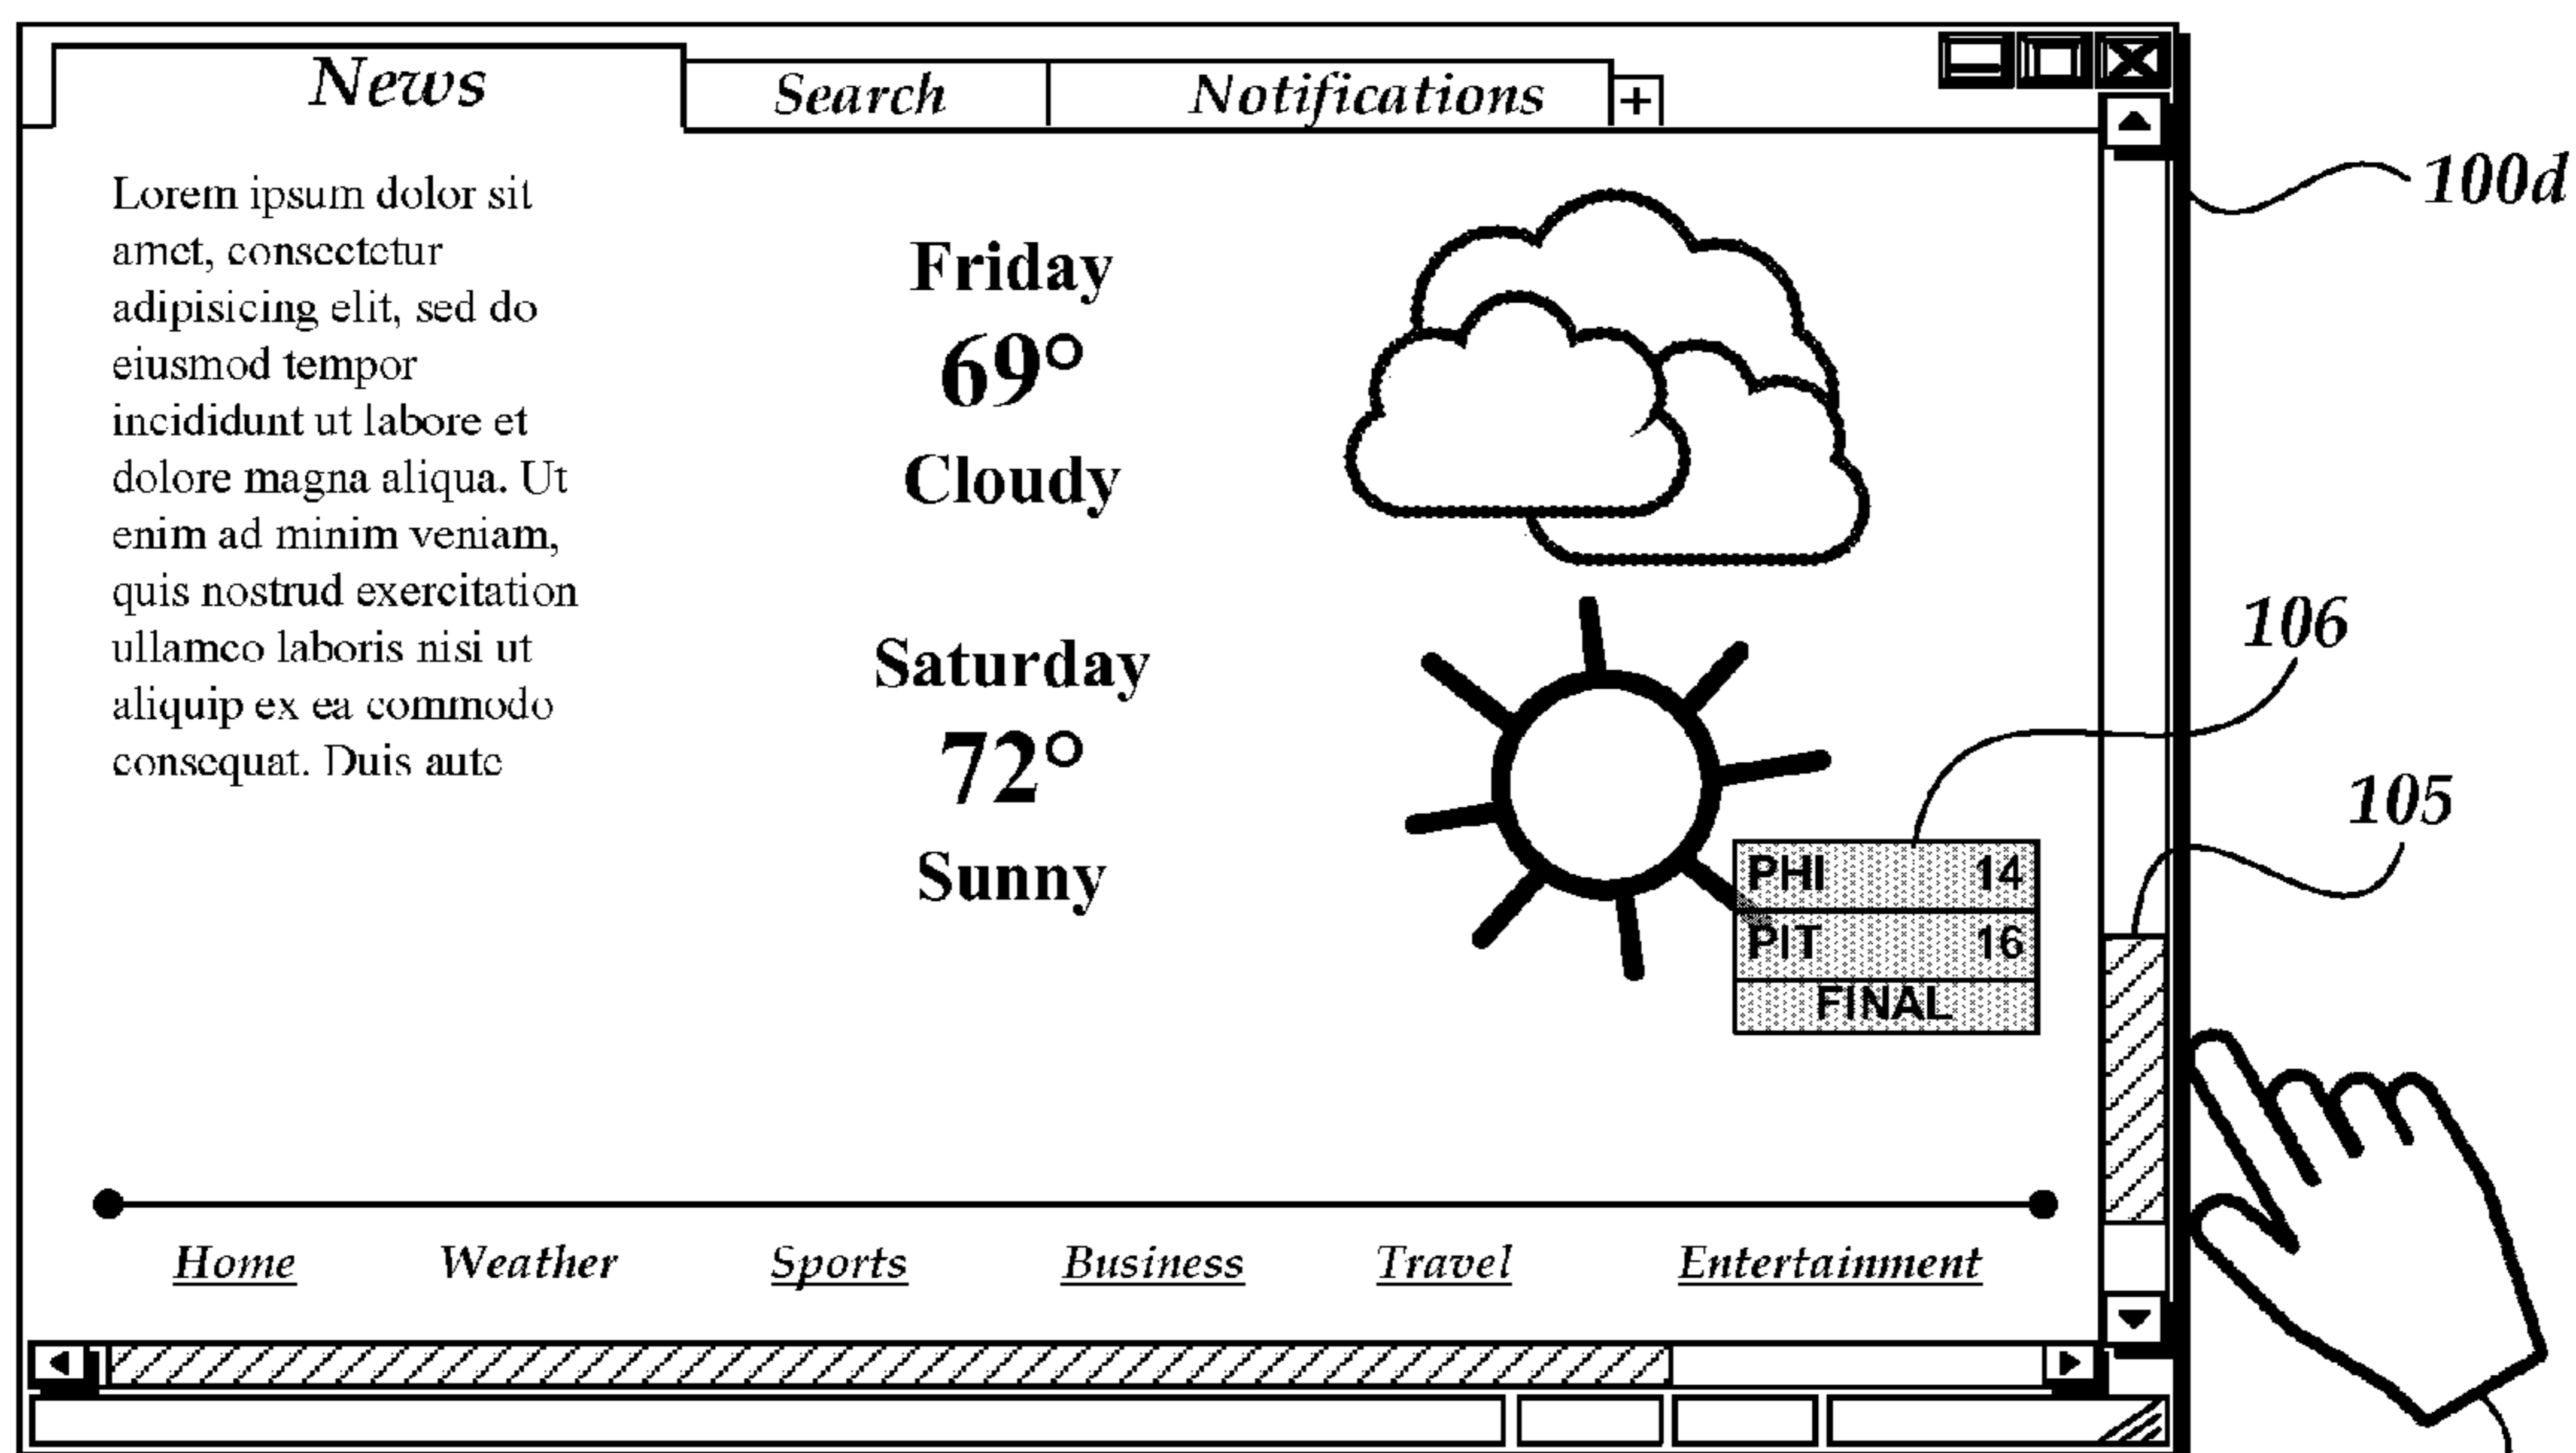 News
Search
Notifications
+
100d
Lorem ipsum dolor sit
amet, consectetur
adipisicing elit, sed do
eiusmod tempor
incididunt ut labore et
dolore magna aliqua. Ut
enim ad minim veniam,
quis nostrud exercitation
ullamco laboris nisi ut
aliquip ex ea commodo
consequat. Duis aute
Friday
69°
Cloudy
Saturday
72°
Sunny
106
105
PHI 14
PIT 16
FINAL
Home Weather Sports Business Travel Entertainment